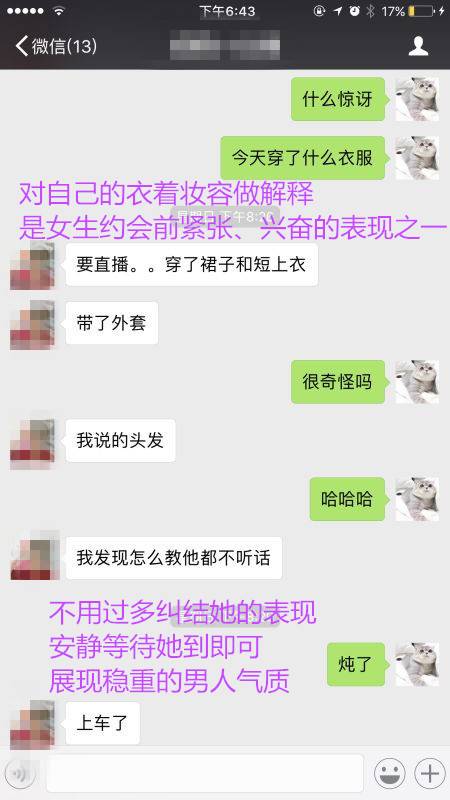 下午6:43
17%
微信(13)
什么惊讶
今天穿了什么衣服
对自己的衣着妆容做解释
是女生约会前紧张、兴奋的表现之一
要直播。。穿了裙子和短上衣
带了外套
很奇怪吗
我说的头发
哈哈哈
我发现怎么教他都不听话
不用过多纠结她的表现
安静等待她到即可
展现稳重的男人气质
炖了
上车了